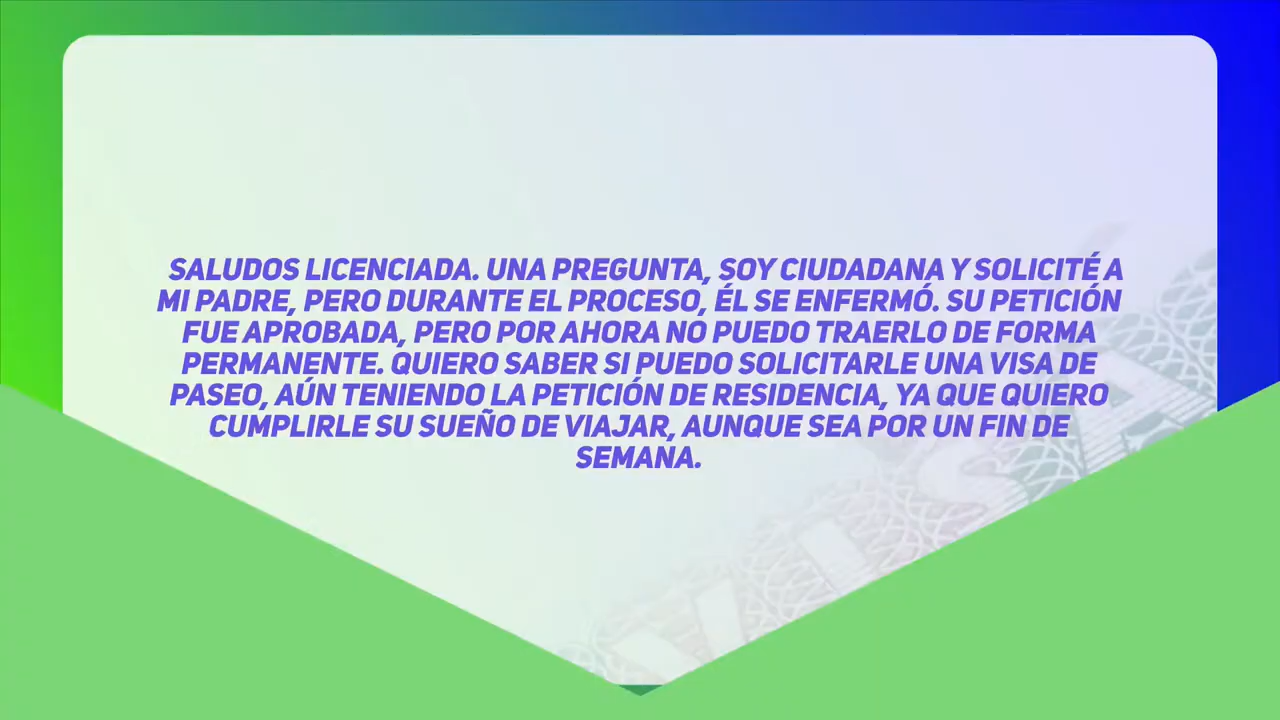 SALUDOS LICENCIADA. UNA PREGUNTA, SOY CIUDADANA Y SOLICITÉ A
MI PADRE, PERO DURANTE EL PROCESO, ÉL SE ENFERMÓ. SU PETICIÓN
FUE APROBADA, PERO POR AHORA NO PUEDO TRAERLO DE FORMA
PERMANENTE. QUIERO SABER SI PUEDO SOLICITARLE UNA VISA DE
PASEO, AÚN TENIENDO LA PETICIÓN DE RESIDENCIA, YA QUE QUIERO
CUMPLIRLE SU SUEÑO DE VIAJAR, AUNQUE SEA POR UN FIN DE
SEMANA.
VISA